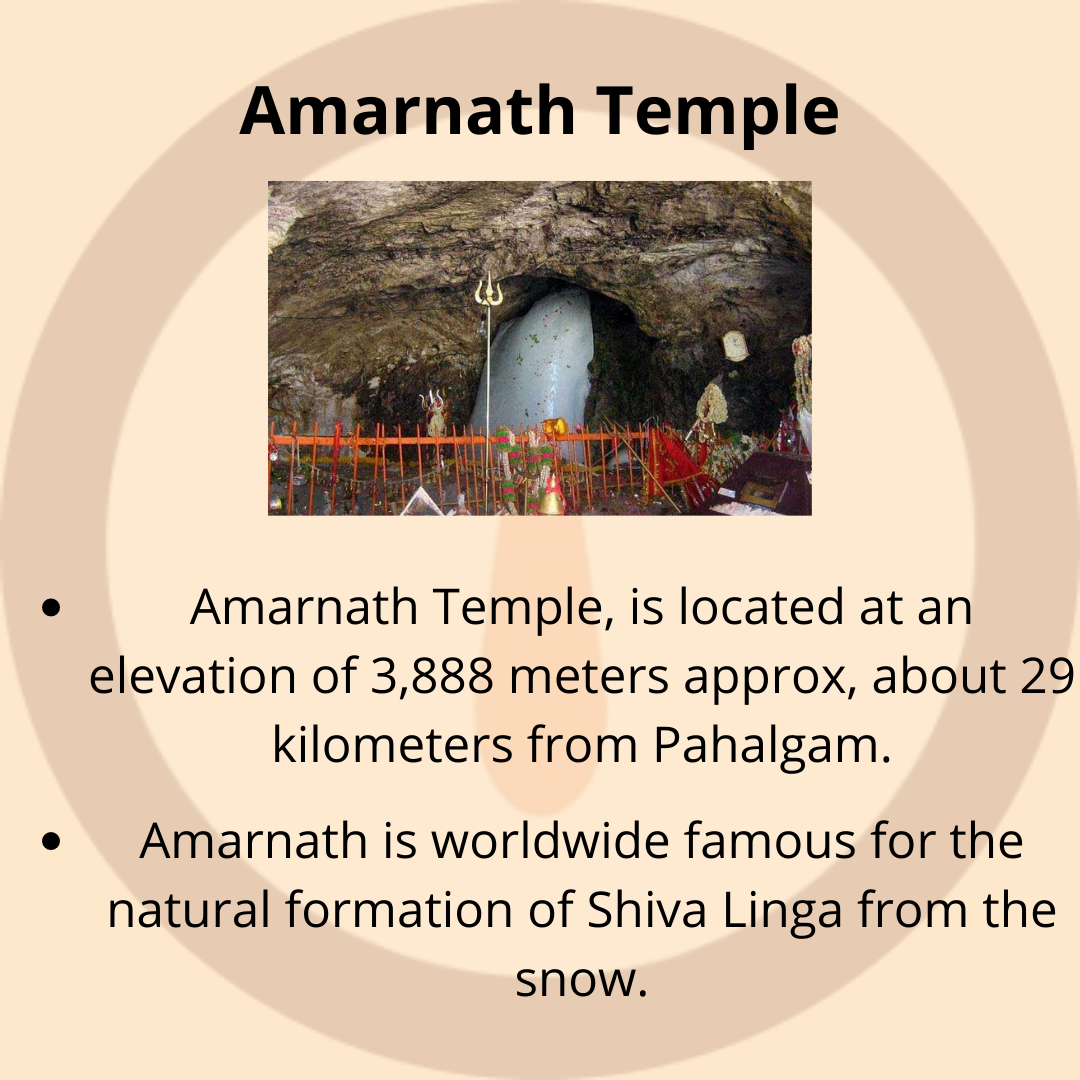 Amarnath Temple
• Amarnath Temple, is located at an
elevation of 3,888 meters approx, about 29
kilometers from Pahalgam.
• Amarnath is worldwide famous for the
natural formation of Shiva Linga from the
snow.